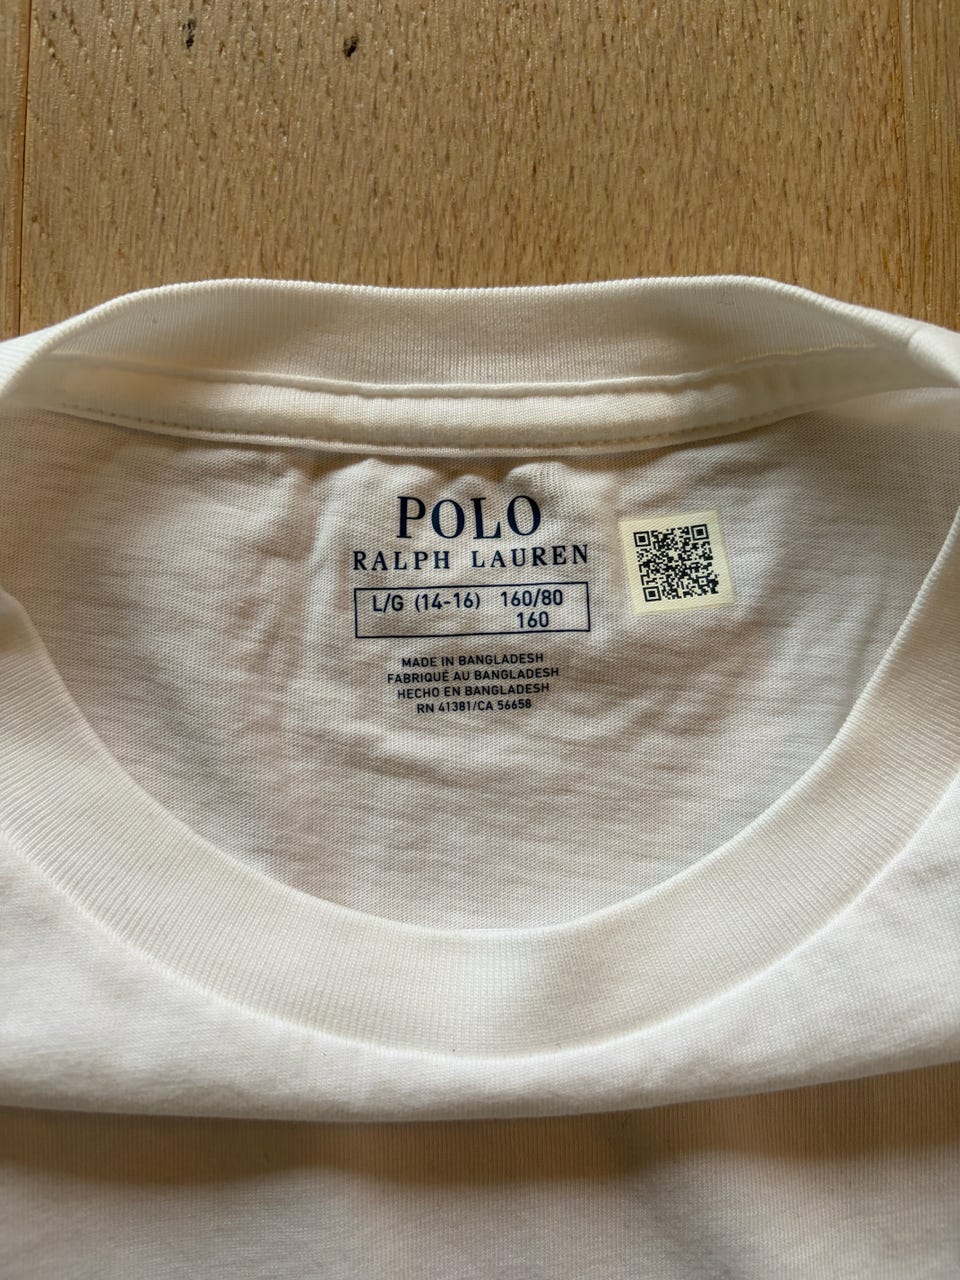 POLO
RALPH LAUREN
L/G (14-16) 160/80
160
MADE IN BANGLADESH
FABRIQUÉ AU BANGLADESH
HECHO EN BANGLADESH
RN 41381/CA 56658